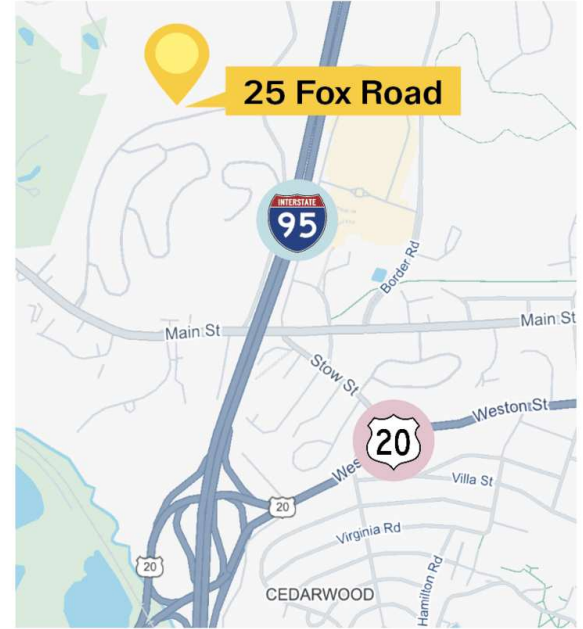 25 Fox Road
INTERSTATE
95
Border Rd
Main St
Main St
Stow St
Weston St
20
Wes
Villa St
20
Virginia Rd
20
Hamilton Rd
CEDARWOOD